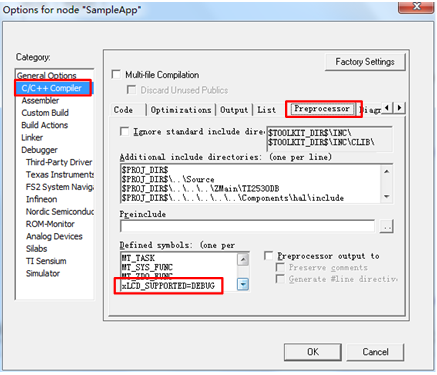 Options for node "SampleApp"
Category:
General Options
C/C++ Compiler
Assembler
Custom Build
Build Actions
Linker
Debugger
Third-Party Driver
Texas Instruments
FS2 System Naviga
Infineon
Nordic Semiconduc
ROM-Monitor
Analog Devices
Silabs
TI Sensium
Simulator
Factory Settings
Multi-file Compilation
Discard Unused Publics
Code Optimizations Output List Preprocessor Diagn
Ignore standard include dire
$TOOLKIT_DIR$\INC\
$TOOLKIT_DIR$\INC\CLIB\
Additional include directories: (one per line)
$PROJ_DIR$
$PROJ_DIR$\..\Source
$PROJ_DIR$\..\..\..\ZMain\TI2530DB
$PROJ_DIR$\..\..\..\..\..\Components\hal\include
Preinclude
..
Defined symbols: (one per
MT_TASK
MT_SYS_FUNC
MT_ZDO_FUNC
xLCD_SUPPORTED=DEBUG
Preprocessor output to
Preserve comments
Generate #line directive
OK
Cancel